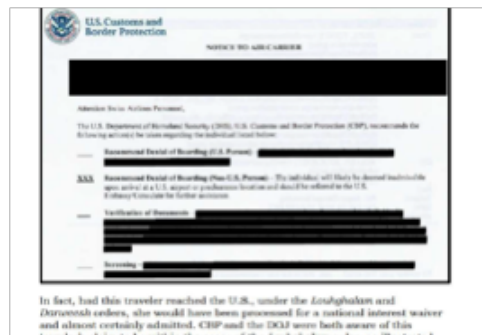 U.S. Customs and
Border Protection
NOTICE TO AIR CARRIER
Attention Swiss Airlines Personnel,
The U.S. Department of Homeland Security (DHS), U.S. Customs and Border Protection (CBP), recommends the
following action(s) be taken regarding the individual listed below:
Recommend Denial of Boarding (U.S. Person) -
XXX Recommend Denial of Boarding (Non-U.S. Person) - The individual will likely be deemed inadmissible
upon arrival at a U.S. airport or preclearance location and should be referred to the U.S.
Embassy/Consulate for further assistance.
Verification of Documents -
Screening -
In fact, had this traveler reached the U.S., under the Loughalam and
Darweesh orders, she would have been processed for a national interest waiver
and almost certainly admitted. CBP and the DOJ were both aware of this